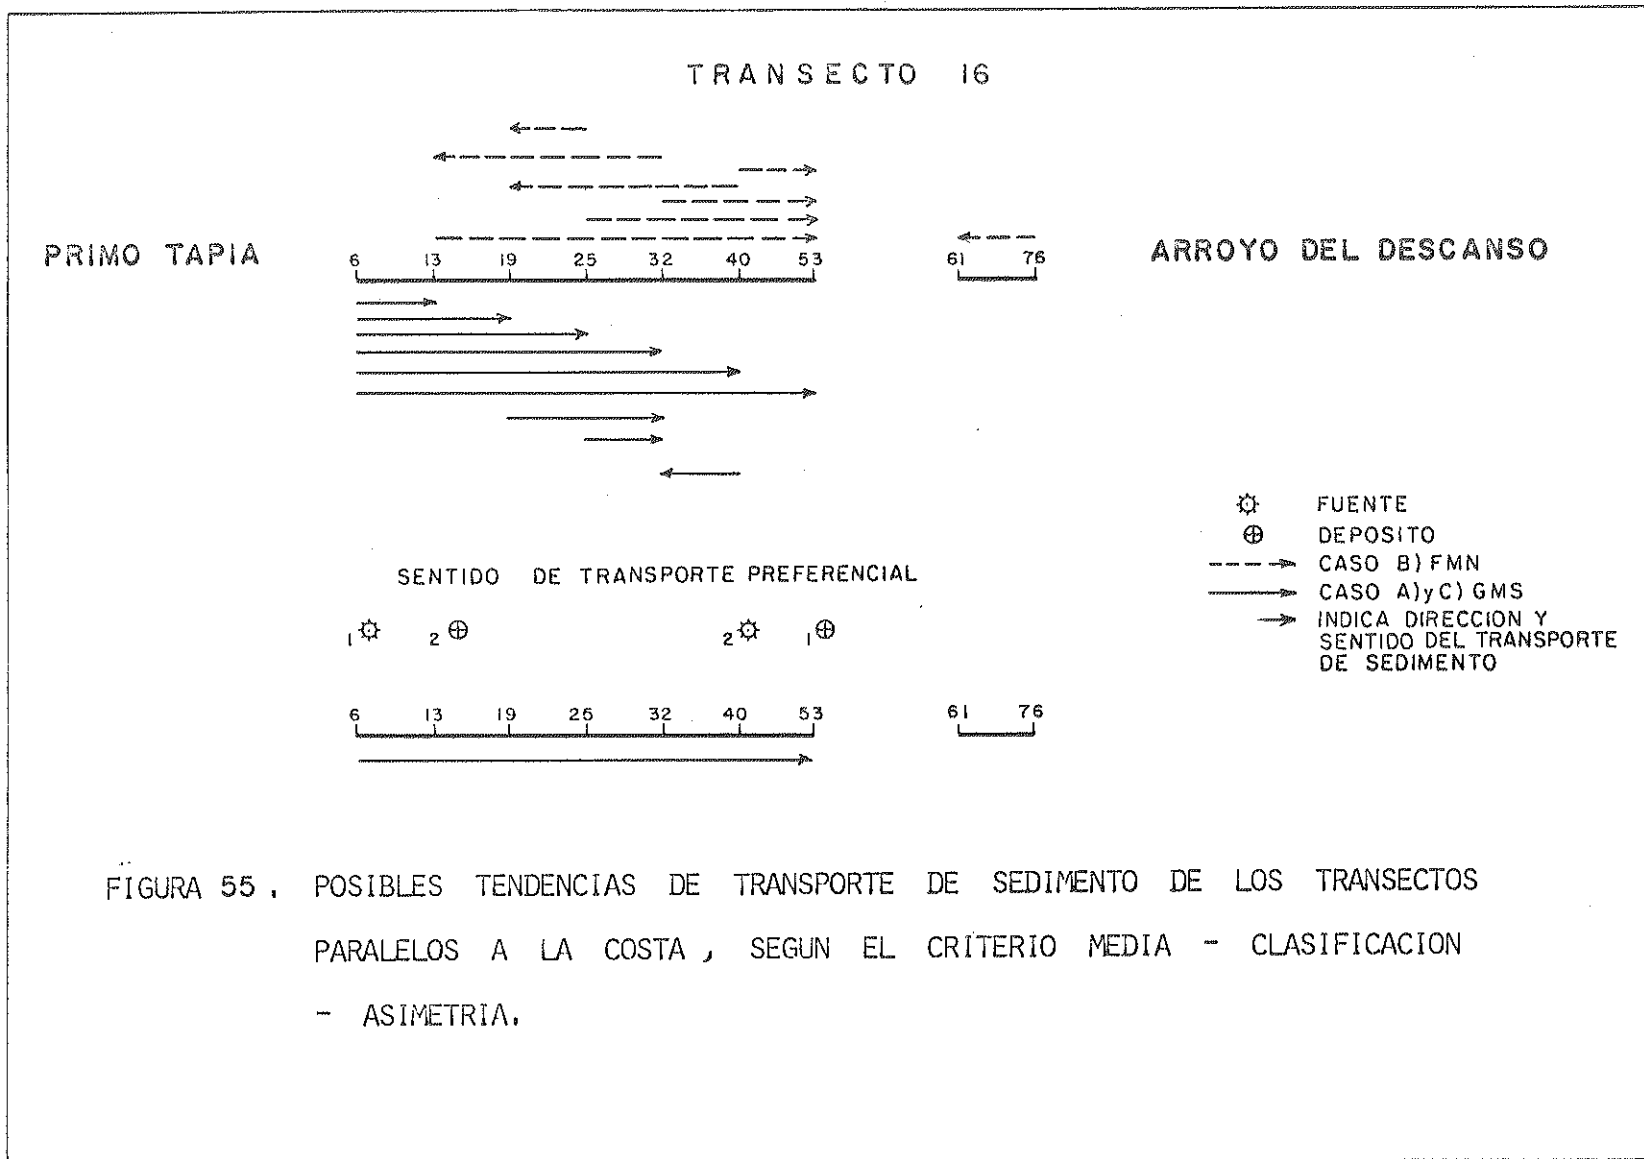 TRANSECTO 16
PRIMO TAPIA
ARROYO DEL DESCANSO
6 13 19 25 32 40 53 61 76
FUENTE
DEPOSITO
CASO B) FMN
CASO A) y C) GMS
INDICA DIRECCION Y
SENTIDO DEL TRANSPORTE
DE SEDIMENTO
SENTIDO DE TRANSPORTE PREFERENCIAL
1 2 2 1
6 13 19 25 32 40 53 61 76
FIGURA 55. POSIBLES TENDENCIAS DE TRANSPORTE DE SEDIMENTO DE LOS TRANSECTOS
PARALELOS A LA COSTA, SEGUN EL CRITERIO MEDIA - CLASIFICACION
- ASIMETRIA.